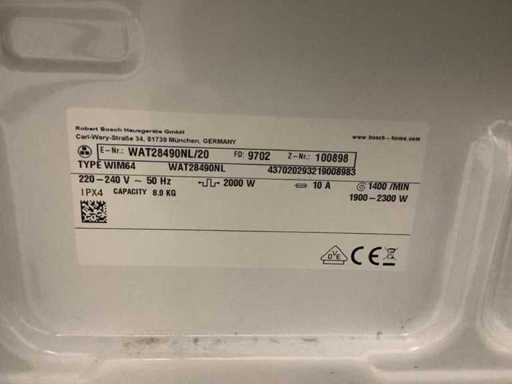 Robert Bosch Hausgeräte GmbH
Carl-Wery-Straße 34, 81739 München, GERMANY
www.bosch-home.com
E-Nr.: WAT28490NL/20 FD: 9702 Z-Nr.: 100898
TYPE WIM64 WAT28490NL 437020293219008983
220-240 V ~ 50 Hz 2000 W 10 A 1400 /MIN
IPX4 CAPACITY 8.0 KG 1900-2300 W
DVE CE